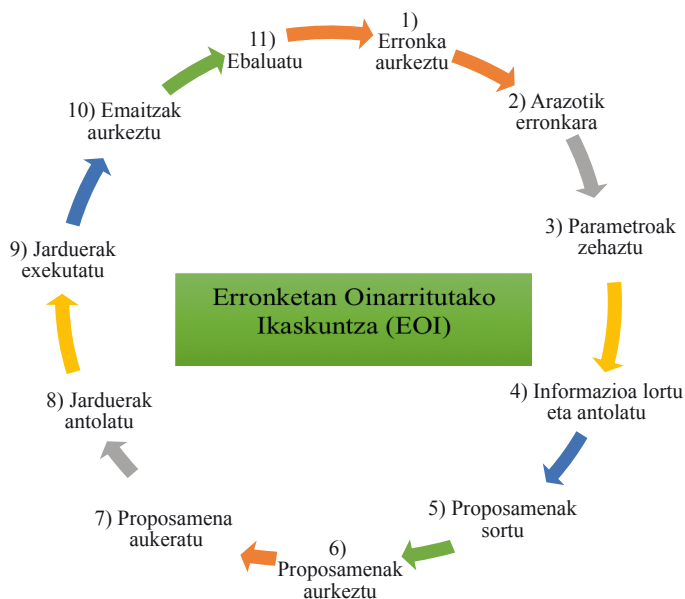 1)
Erronka
aurkeztu
2) Arazotik
erronkara
3) Parametroak
zehaztu
4) Informazioa lortu
eta antolatu
5) Proposamenak
sortu
6)
Proposamenak
aurkeztu
7) Proposamena
aukeratu
8) Jarduerak
antolatu
9) Jarduerak
exekutatu
10) Emaitzak
aurkeztu
11)
Ebaluatu
Erronketan Oinarritutako
Ikaskuntza (EOI)